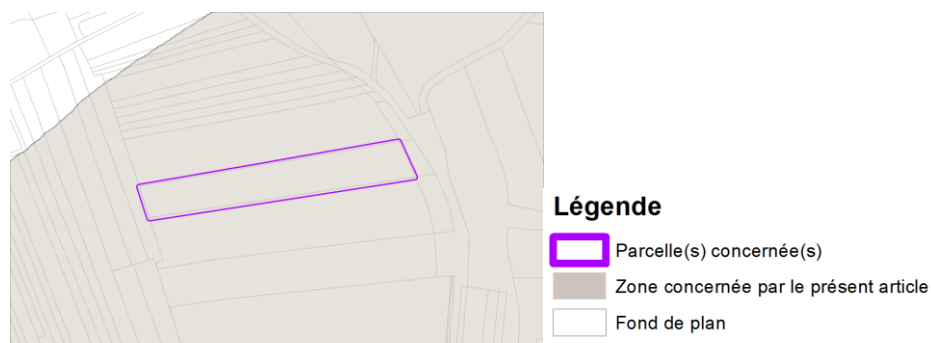 Légende
Parcelle(s) concernée(s)
Zone concernée par le présent article
Fond de plan